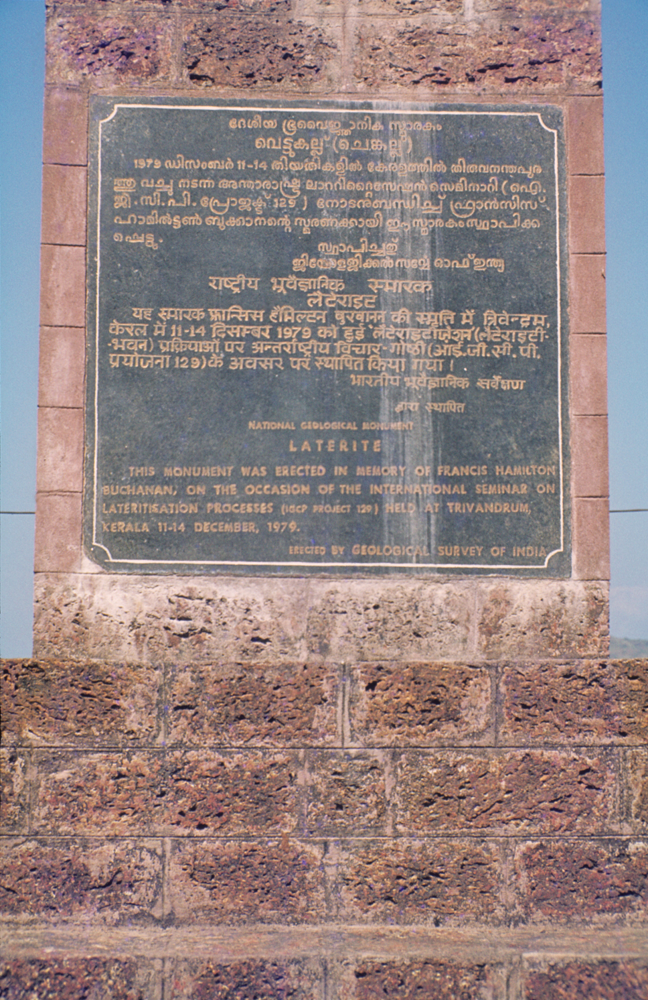 ദേശീയ ഭൂവൈജ്ഞാനിക സ്മാരകം
വെട്ടുകല്ല് (ചെങ്കല്ല്)
1979 ഡിസംബർ 11-14 തിയതികളിൽ കേരളത്തിൽ തിരുവനന്തപുര
ത്തു വച്ചു നടന്ന അന്താരാഷ്ട്ര ലാററിറൈറസേഷൻ സെമിനാറി (ഐ.
ജി.സി.പി. പ്രോജക്ട് 129) നോടനുബന്ധിച്ച് ഫ്രാൻസിസ്
ഹാമിൽട്ടൺ ബുക്കാനന്റെ സ്മരണക്കായി ഈ സ്മാരകം സ്ഥാപിക്ക
പ്പെട്ടു.
സ്ഥാപിച്ചത്
ജിയോളജിക്കൽ സർവ്വേ ഓഫ് ഇന്ത്യ
राष्ट्रीय भूवैज्ञानिक स्मारक
लैटेराइट
यह स्मारक फ्रान्सिस हैमिल्टन बुरवानन की स्मृति में त्रिवेन्द्रम,
केरल में 11-14 दिसम्बर 1979 को हुई लैटेराइटीज़ेशन (लैटेराइटी-
भवन) प्रक्रियाओं पर अन्तर्राष्ट्रीय विचार-गोष्ठी (आई.जी.सी.पी.
प्रयोजना 129) के अवसर पर स्थापित किया गया।
भारतीय भूवैज्ञानिक सर्वेक्षण
द्वारा स्थापित
NATIONAL GEOLOGICAL MONUMENT
LATERITE
THIS MONUMENT WAS ERECTED IN MEMORY OF FRANCIS HAMILTON
BUCHANAN, ON THE OCCASION OF THE INTERNATIONAL SEMINAR ON
LATERITISATION PROCESSES (IGCP PROJECT 129) HELD AT TRIVANDRUM,
KERALA 11-14 DECEMBER, 1979.
ERECTED BY GEOLOGICAL SURVEY OF INDIA